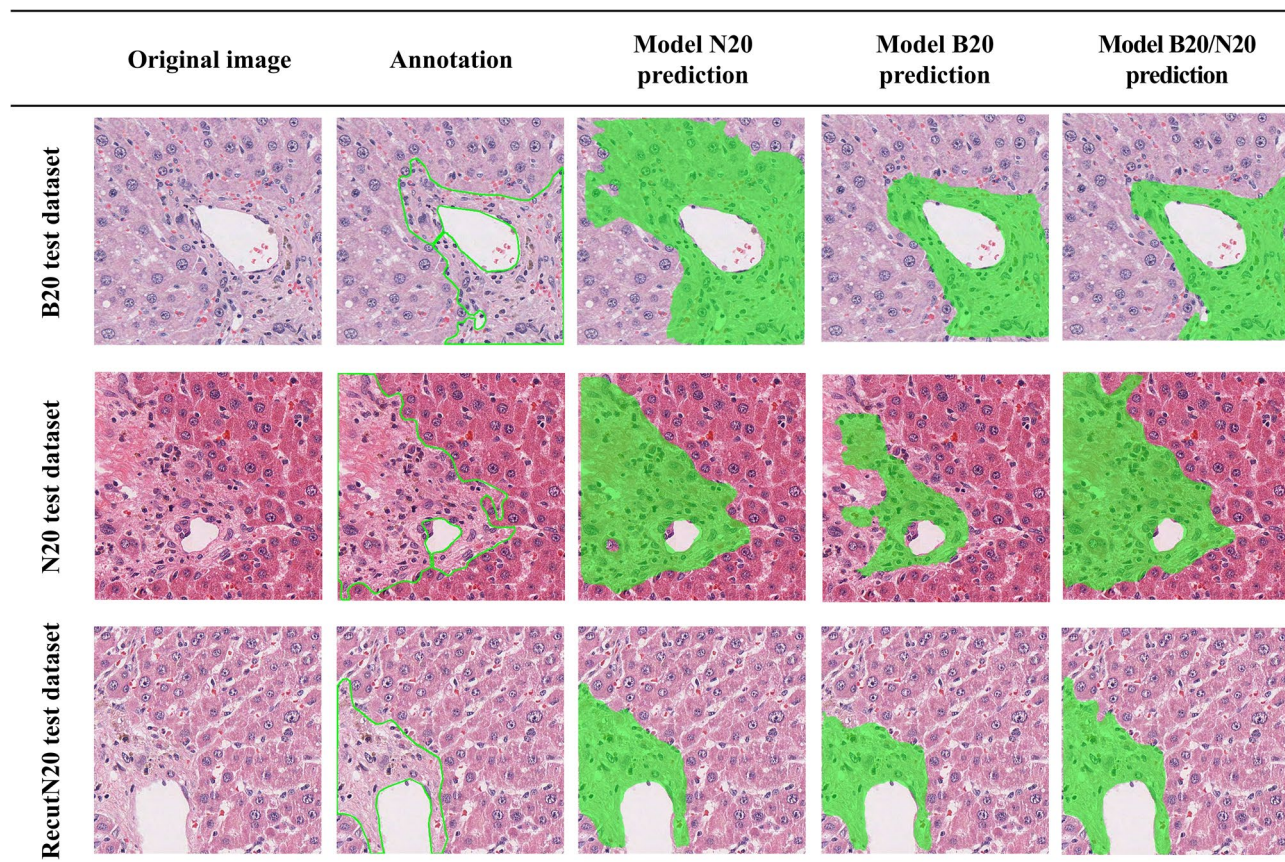 Original image
Annotation
Model N20
prediction
Model B20
prediction
Model B20/N20
prediction
B20 test dataset
N20 test dataset
RecutN20 test dataset